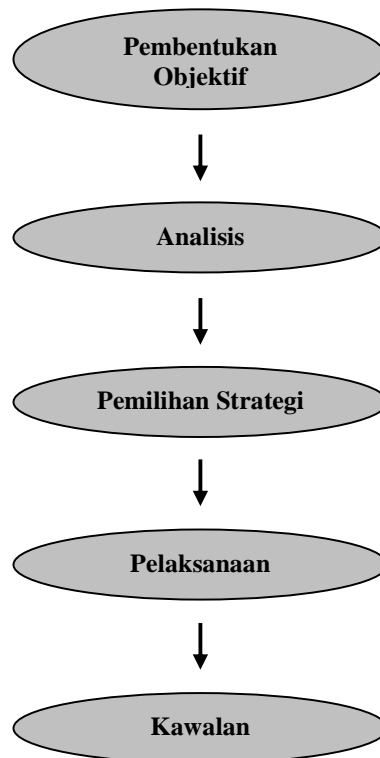 Pembentukan
Objektif
Analisis
Pemilihan Strategi
Pelaksanaan
Kawalan